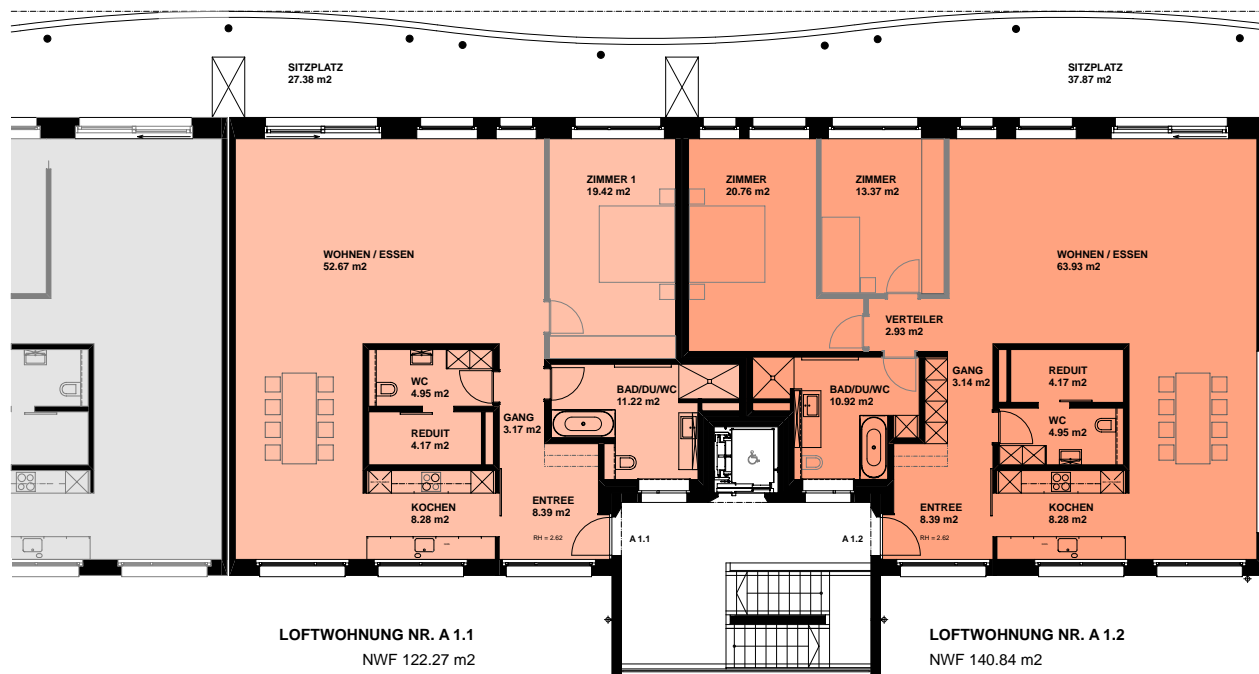 SITZPLATZ
27.38 m2
SITZPLATZ
37.87 m2
ZIMMER 1
19.42 m2
ZIMMER
20.76 m2
ZIMMER
13.37 m2
WOHNEN / ESSEN
52.67 m2
WOHNEN / ESSEN
63.93 m2
VERTEILER
2.93 m2
WC
4.95 m2
BAD/DU/WC
11.22 m2
BAD/DU/WC
10.92 m2
GANG
3.14 m2
REDUIT
4.17 m2
GANG
3.17 m2
REDUIT
4.17 m2
WC
4.95 m2
KOCHEN
8.28 m2
ENTREE
8.39 m2
RH = 2.62
A 1.1
A 1.2
ENTREE
8.39 m2
RH = 2.62
KOCHEN
8.28 m2
LOFTWOHNUNG NR. A 1.1
NWF 122.27 m2
LOFTWOHNUNG NR. A 1.2
NWF 140.84 m2